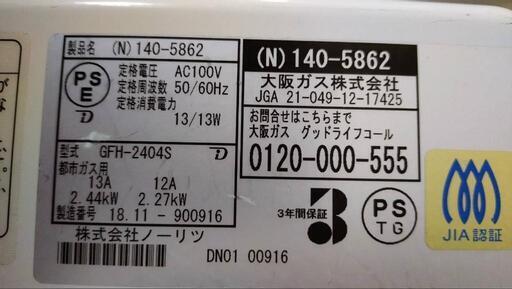 製品名 (N) 140-5862
PS
E
定格電圧 AC100V
定格周波数 50/60Hz
定格消費電力
13/13W
型式 GFH-2404S
都市ガス用
13A 12A
2.44kW 2.27kW
製造番号 18.11-900916
株式会社ノーリツ
(N) 140-5862
大阪ガス株式会社
JGA 21-049-12-17425
お問合せはこちらまで
大阪ガス グッドライフコール
0120-000-555
3年間保証
3
PS
TG
JIA認証
DN01 00916